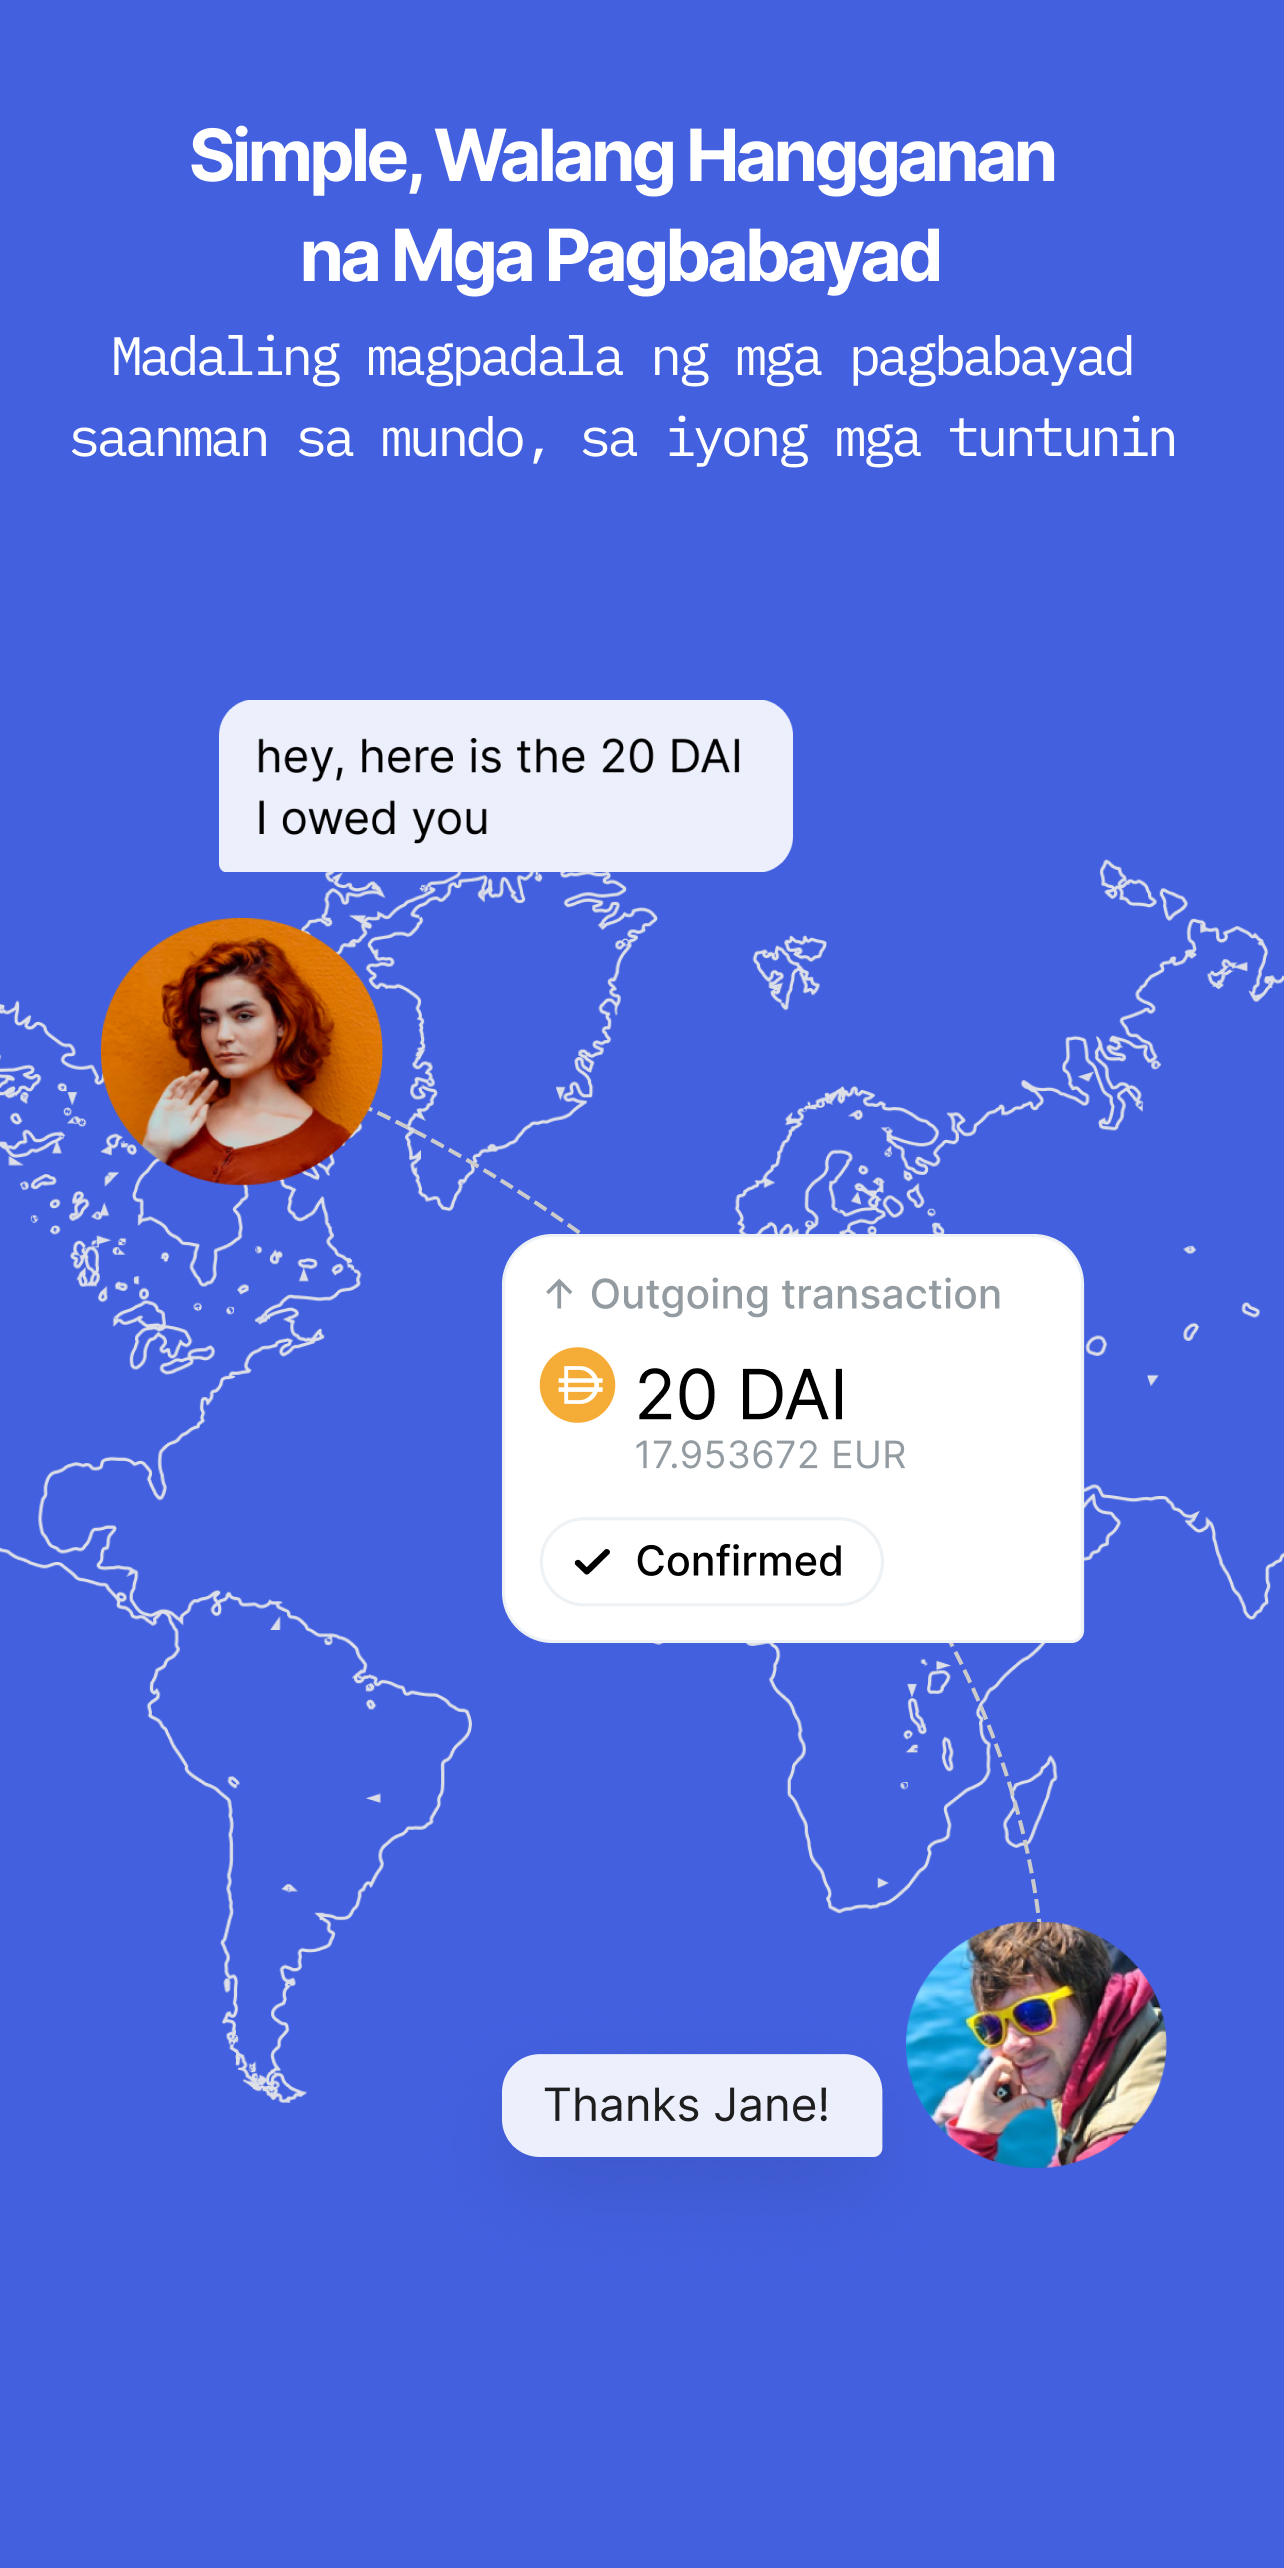 Simple, Walang Hangganan
na Mga Pagbabayad
Madaling magpadala ng mga pagbabayad
saanman sa mundo, sa iyong mga tuntunin
hey, here is the 20 DAI
I owed you
↑ Outgoing transaction
20 DAI
17.953672 EUR
✓ Confirmed
Thanks Jane!